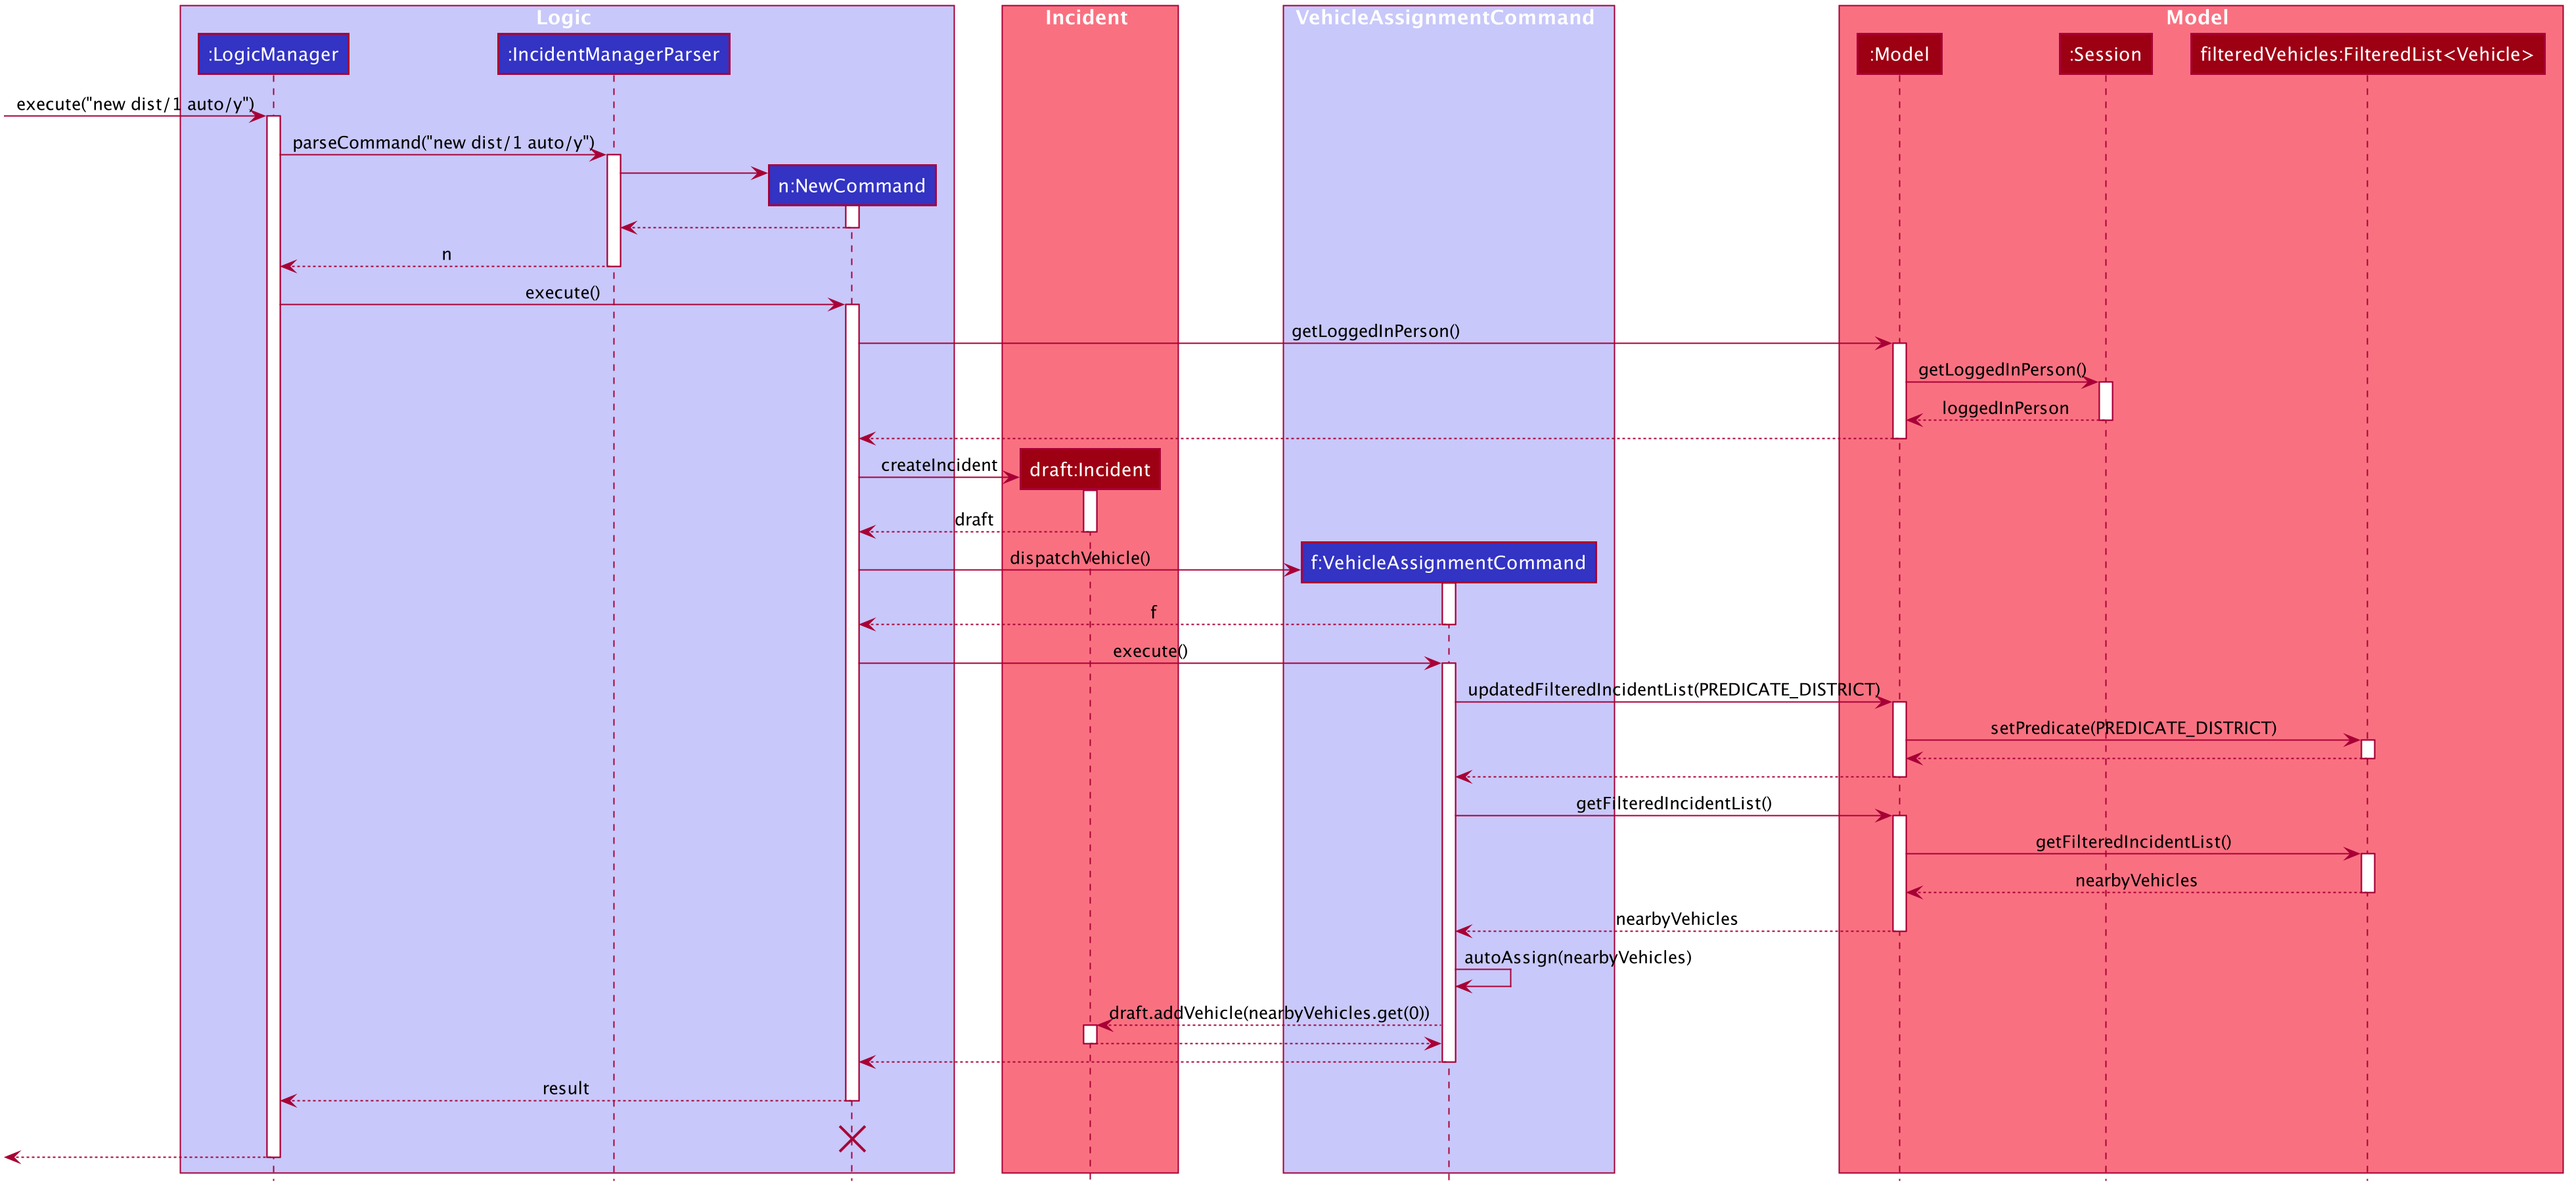 Logic
Incident
VehicleAssignmentCommand
Model
:LogicManager
:IncidentManagerParser
:Model
:Session
filteredVehicles:FilteredList<Vehicle>
execute("new dist/1 auto/y")
parseCommand("new dist/1 auto/y")
n:NewCommand
n
execute()
getLoggedInPerson()
getLoggedInPerson()
loggedInPerson
createIncident
draft:Incident
draft
dispatchVehicle()
f:VehicleAssignmentCommand
f
execute()
updatedFilteredIncidentList(PREDICATE_DISTRICT)
setPredicate(PREDICATE_DISTRICT)
getFilteredIncidentList()
getFilteredIncidentList()
nearbyVehicles
nearbyVehicles
autoAssign(nearbyVehicles)
draft.addVehicle(nearbyVehicles.get(0))
result